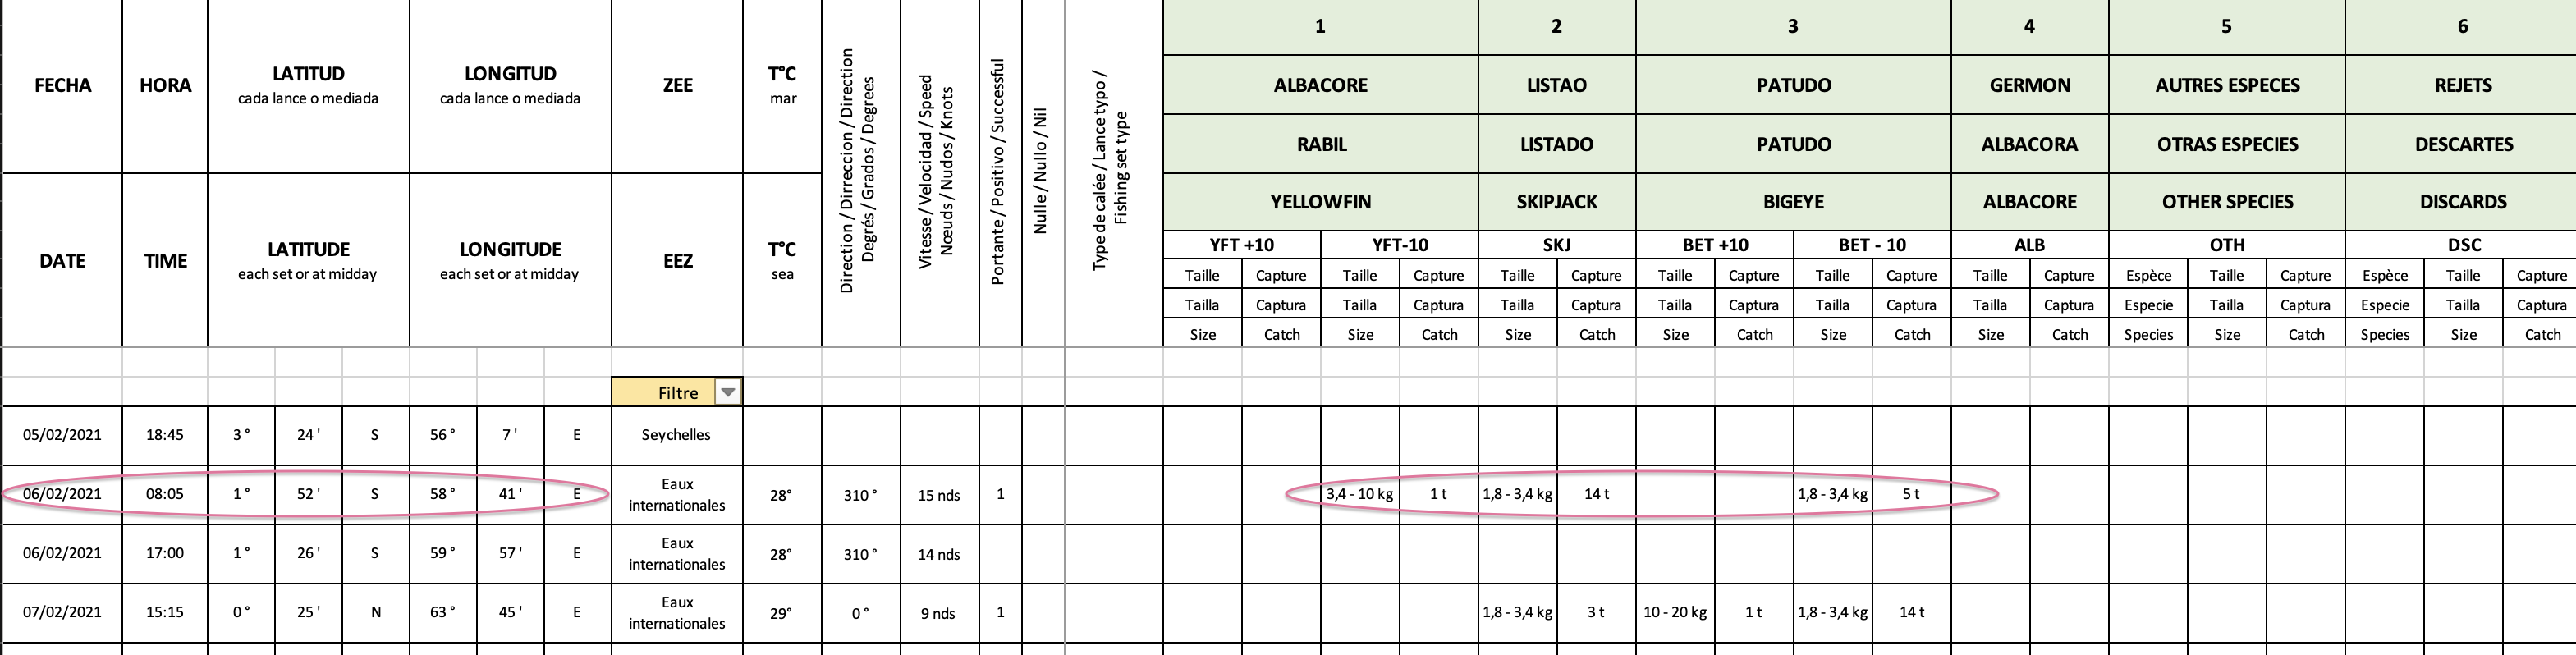 FECHA HORA LATITUD LONGITUD ZEE T°C
cada lance o mediada cada lance o mediada mar
DATE TIME LATITUDE LONGITUDE EEZ T°C
each set or at midday each set or at midday sea
Direction / Dirreccion / Direction
Degrés / Grados / Degrees
Vitesse / Velocidad / Speed
Nœuds / Nudos / Knots
Portante / Positivo / Successful
Nulle / Nullo / Nil
Type de calée / Lance typo /
Fishing set type
1 2 3 4 5 6
ALBACORE LISTAO PATUDO GERMON AUTRES ESPECES REJETS
RABIL LISTADO PATUDO ALBACORA OTRAS ESPECIES DESCARTES
YELLOWFIN SKIPJACK BIGEYE ALBACORE OTHER SPECIES DISCARDS
YFT +10 YFT-10 SKJ BET +10 BET - 10 ALB OTH DSC
Taille Capture Taille Capture Taille Capture Taille Capture Taille Capture Taille Capture Espèce Taille Capture Espèce Taille Capture
Tailla Captura Tailla Captura Tailla Captura Tailla Captura Tailla Captura Tailla Captura Especie Tailla Captura Especie Tailla Captura
Size Catch Size Catch Size Catch Size Catch Size Catch Size Catch Species Size Catch Species Size Catch
Filtre
05/02/2021 18:45 3 ° 24 ' S 56 ° 7 ' E Seychelles
06/02/2021 08:05 1 ° 52 ' S 58 ° 41 ' E Eaux internationales 28° 310 ° 15 nds 1 3,4 - 10 kg 1 t 1,8 - 3,4 kg 14 t 1,8 - 3,4 kg 5 t
06/02/2021 17:00 1 ° 26 ' S 59 ° 57 ' E Eaux internationales 28° 310 ° 14 nds
07/02/2021 15:15 0 ° 25 ' N 63 ° 45 ' E Eaux internationales 29° 0 ° 9 nds 1 1,8 - 3,4 kg 3 t 10 - 20 kg 1 t 1,8 - 3,4 kg 14 t